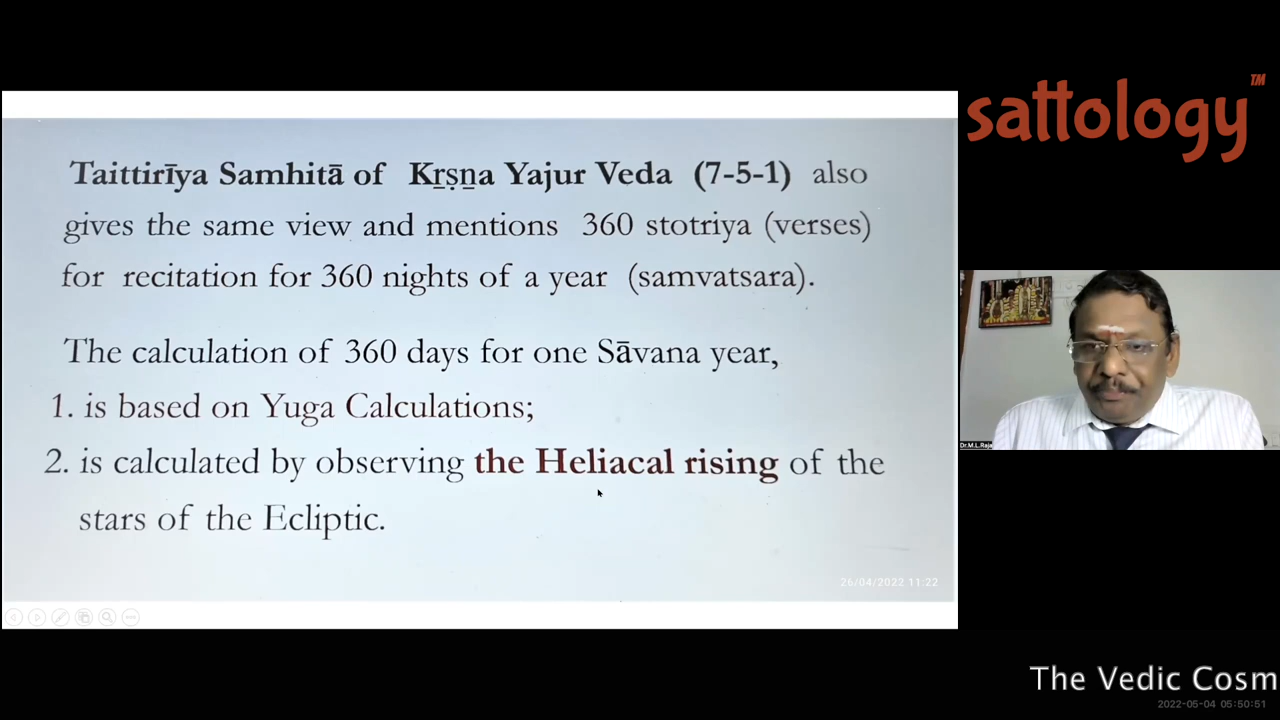 sattology
TM
Taittirīya Samhitā of Kṟṣṉa Yajur Veda (7-5-1) also
gives the same view and mentions 360 stotriya (verses)
for recitation for 360 nights of a year (samvatsara).
The calculation of 360 days for one Sāvana year,
1. is based on Yuga Calculations;
2. is calculated by observing the Heliacal rising of the
stars of the Ecliptic.
26/04/2022 11:22
Dr.M.L.Raja
The Vedic Cosm
2022-05-04 05:50:51